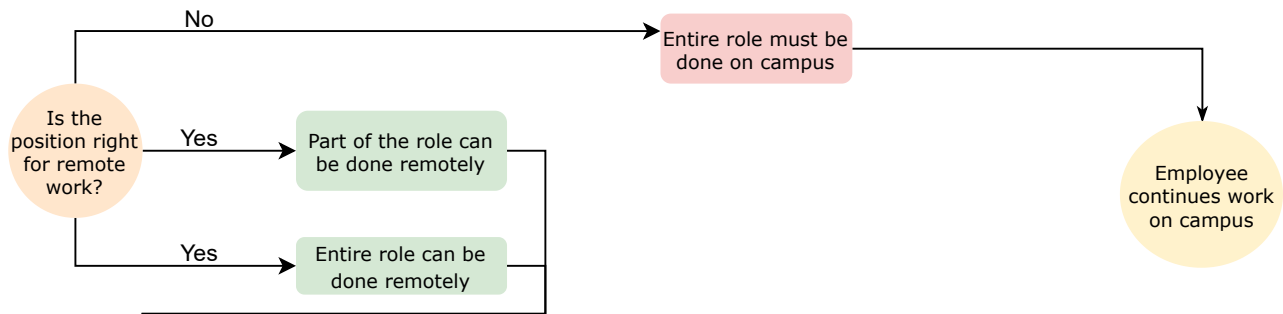 No
Entire role must be
done on campus
Is the
position right
for remote
work?
Yes
Part of the role can
be done remotely
Employee
continues work
on campus
Yes
Entire role can be
done remotely